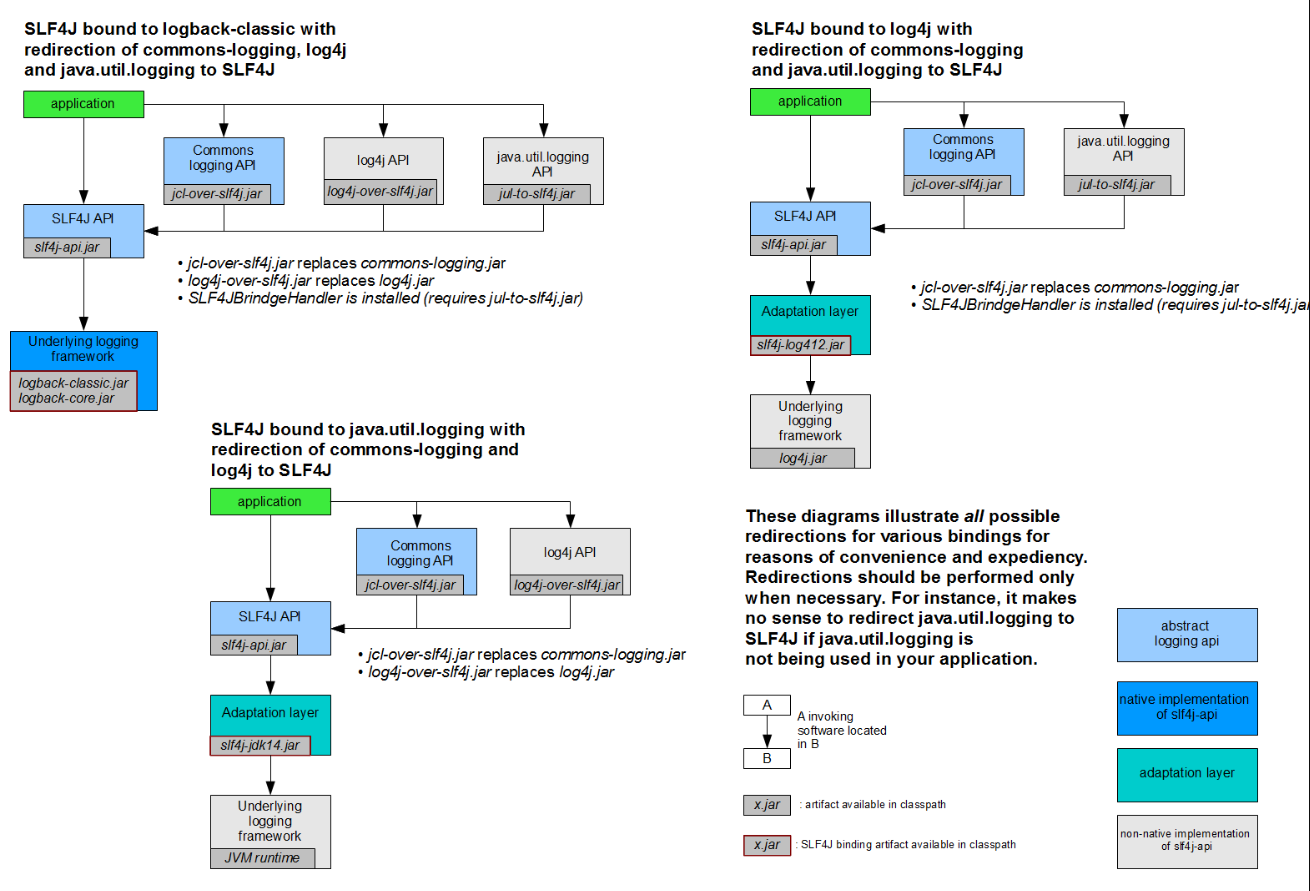 SLF4J bound to logback-classic with
redirection of commons-logging, log4j
and java.util.logging to SLF4J
application
Commons
logging API
jcl-over-slf4j.jar
log4j API
log4j-over-slf4j.jar
java.util.logging
API
jul-to-slf4j.jar
SLF4J API
slf4j-api.jar
• jcl-over-slf4j.jar replaces commons-logging.jar
• log4j-over-slf4j.jar replaces log4j.jar
• SLF4JBrindgeHandler is installed (requires jul-to-slf4j.jar)
Underlying logging
framework
logback-classic.jar
logback-core.jar
SLF4J bound to log4j with
redirection of commons-logging
and java.util.logging to SLF4J
application
Commons
logging API
jcl-over-slf4j.jar
java.util.logging
API
jul-to-slf4j.jar
SLF4J API
slf4j-api.jar
• jcl-over-slf4j.jar replaces commons-logging.jar
• SLF4JBrindgeHandler is installed (requires jul-to-slf4j.jar
Adaptation layer
slf4j-log412.jar
Underlying
logging
framework
log4j.jar
SLF4J bound to java.util.logging with
redirection of commons-logging and
log4j to SLF4J
application
Commons
logging API
jcl-over-slf4j.jar
log4j API
log4j-over-slf4j.jar
SLF4J API
slf4j-api.jar
• jcl-over-slf4j.jar replaces commons-logging.jar
• log4j-over-slf4j.jar replaces log4j.jar
Adaptation layer
slf4j-jdk14.jar
Underlying
logging
framework
JVM runtime
These diagrams illustrate all possible
redirections for various bindings for
reasons of convenience and expediency.
Redirections should be performed only
when necessary. For instance, it makes
no sense to redirect java.util.logging to
SLF4J if java.util.logging is
not being used in your application.
A
A invoking
software located
in B
B
x.jar : artifact available in classpath
x.jar : SLF4J binding artifact available in classpath
abstract
logging api
native implementation
of slf4j-api
adaptation layer
non-native implementation
of slf4j-api